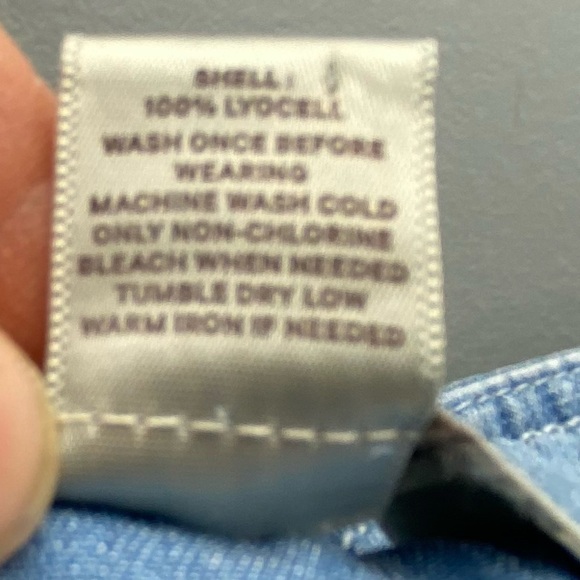 SHELL:
100% LYOCELL
WASH ONCE BEFORE
WEARING
MACHINE WASH COLD
ONLY NON-CHLORINE
BLEACH WHEN NEEDED
TUMBLE DRY LOW
WARM IRON IF NEEDED